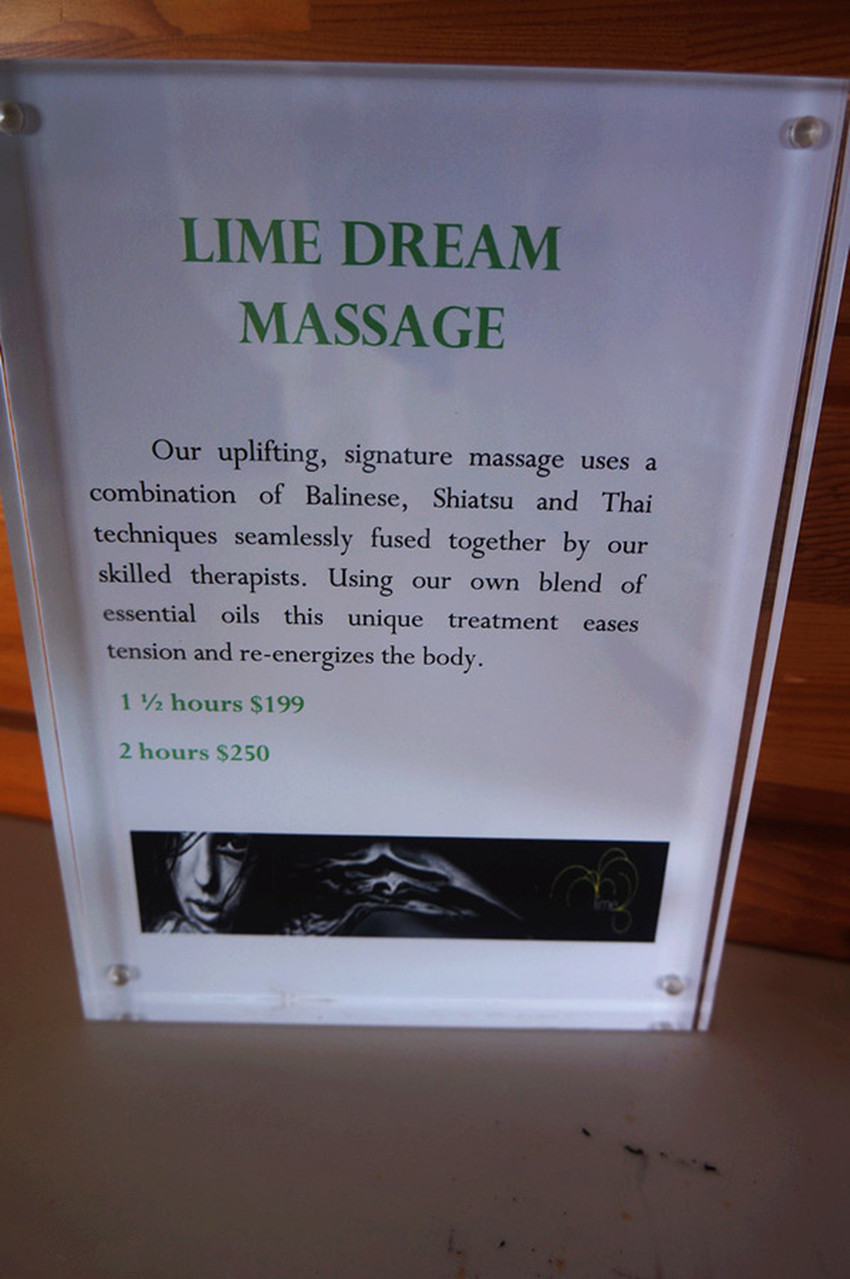 LIME DREAM
MASSAGE
Our uplifting, signature massage uses a
combination of Balinese, Shiatsu and Thai
techniques seamlessly fused together by our
skilled therapists. Using our own blend of
essential oils this unique treatment eases
tension and re-energizes the body.
1 ½ hours $199
2 hours $250
lime